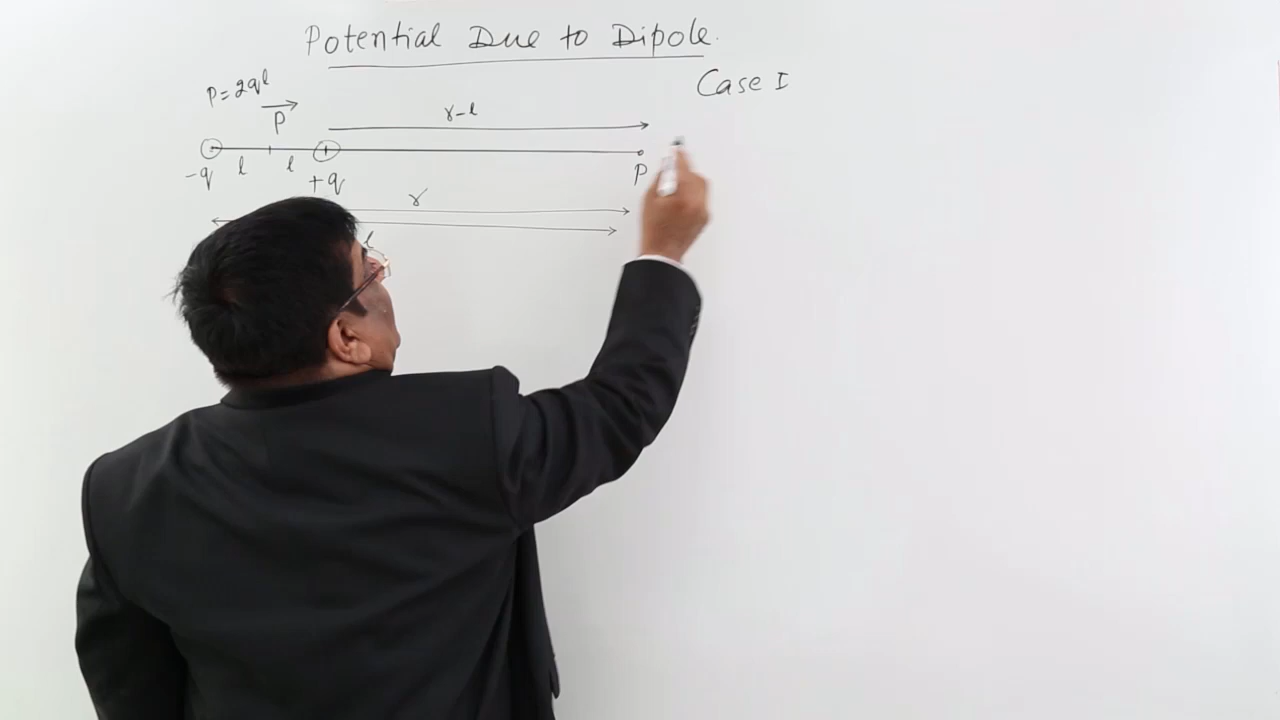 Potential Due to Dipole.
Case I
P = 2ql
P
r-l
l l
-q +q P
r
l